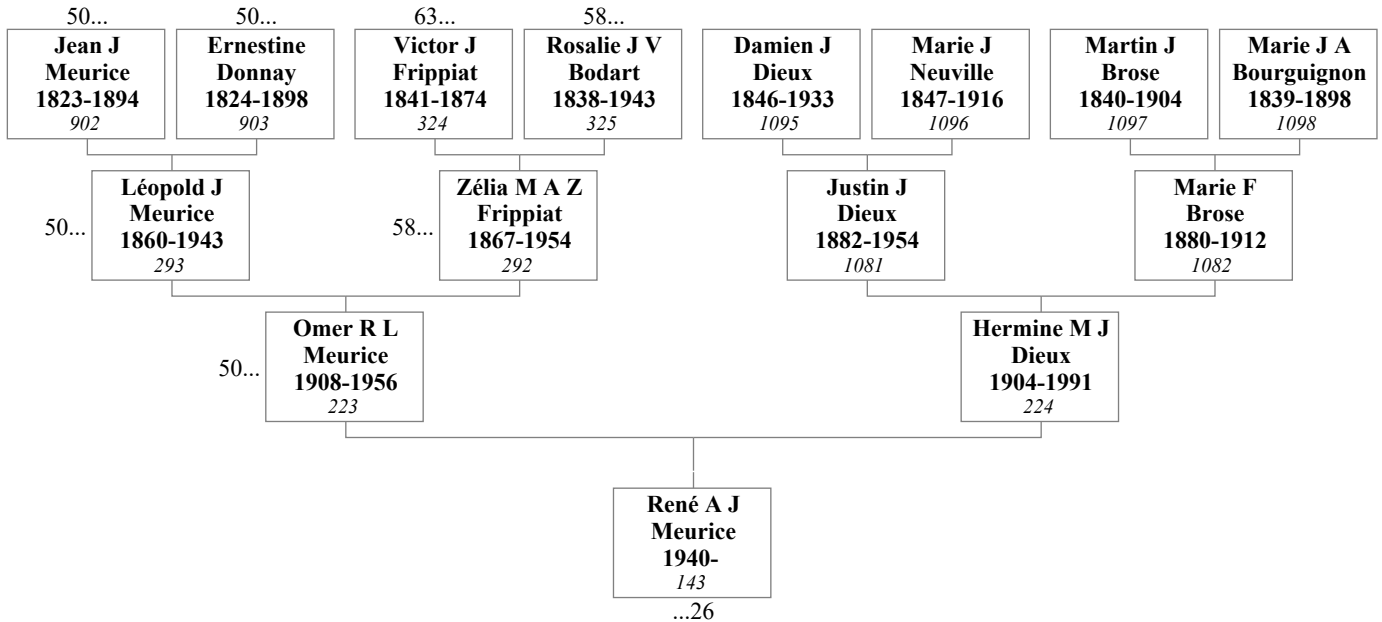 50...
50...
63...
58...
Jean J
Meurice
1823-1894
902
Ernestine
Donnay
1824-1898
903
Victor J
Frippiat
1841-1874
324
Rosalie J V
Bodart
1838-1943
325
Damien J
Dieux
1846-1933
1095
Marie J
Neuville
1847-1916
1096
Martin J
Brose
1840-1904
1097
Marie J A
Bourguignon
1839-1898
1098
50...
Léopold J
Meurice
1860-1943
293
58...
Zélia M A Z
Frippiat
1867-1954
292
Justin J
Dieux
1882-1954
1081
Marie F
Brose
1880-1912
1082
50...
Omer R L
Meurice
1908-1956
223
Hermine M J
Dieux
1904-1991
224
René A J
Meurice
1940-
143
...26